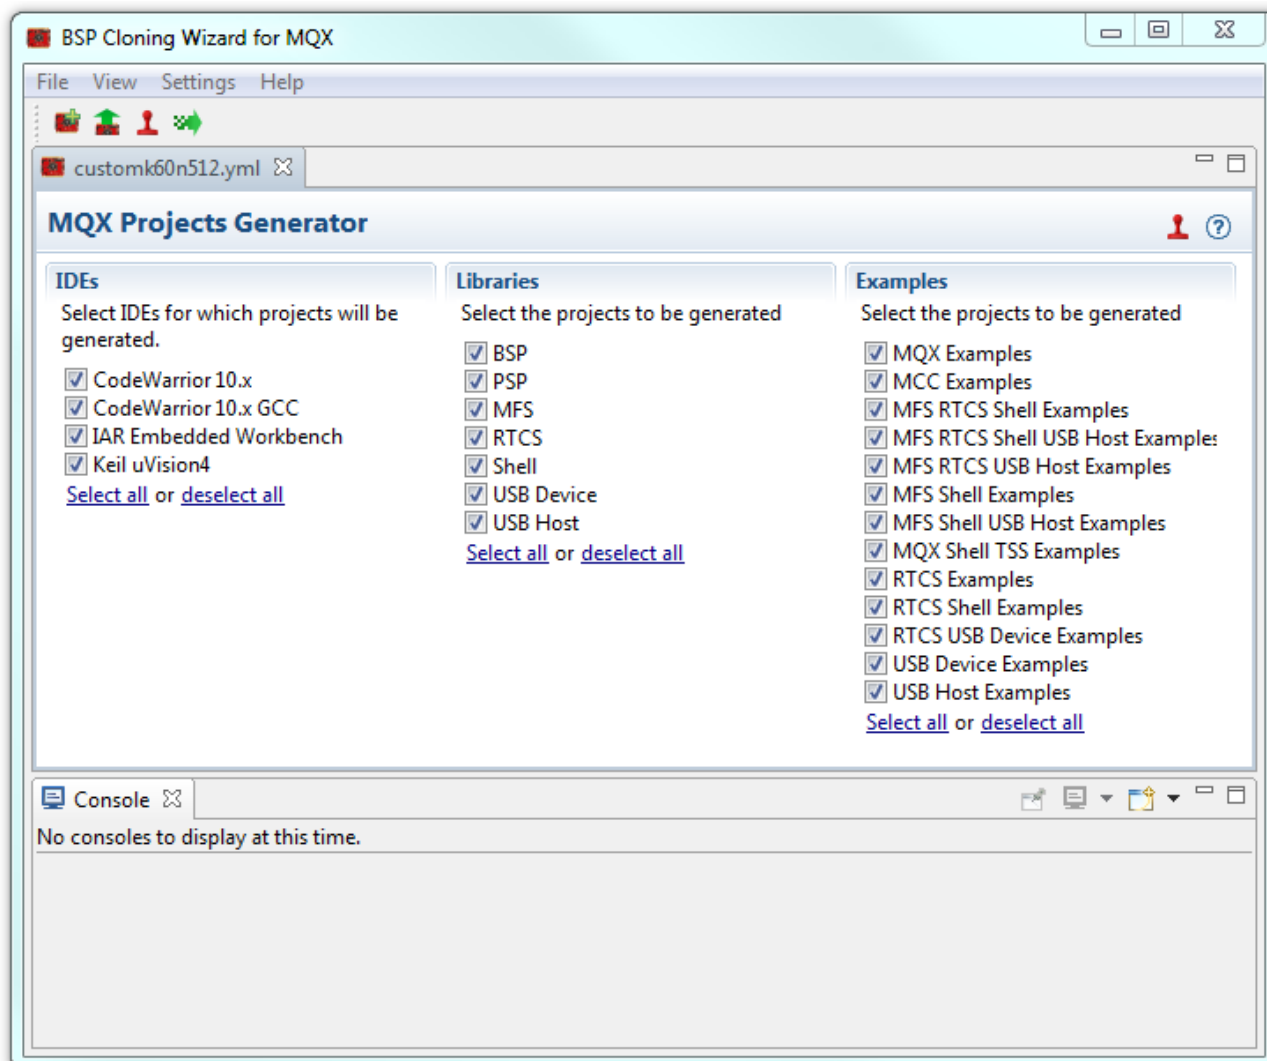 BSP Cloning Wizard for MQX
File View Settings Help
customk60n512.yml
MQX Projects Generator
IDEs
Select IDEs for which projects will be
generated.
CodeWarrior 10.x
CodeWarrior 10.x GCC
IAR Embedded Workbench
Keil uVision4
Select all or deselect all
Libraries
Select the projects to be generated
BSP
PSP
MFS
RTCS
Shell
USB Device
USB Host
Select all or deselect all
Examples
Select the projects to be generated
MQX Examples
MCC Examples
MFS RTCS Shell Examples
MFS RTCS Shell USB Host Examples
MFS RTCS USB Host Examples
MFS Shell Examples
MFS Shell USB Host Examples
MQX Shell TSS Examples
RTCS Examples
RTCS Shell Examples
RTCS USB Device Examples
USB Device Examples
USB Host Examples
Select all or deselect all
Console
No consoles to display at this time.